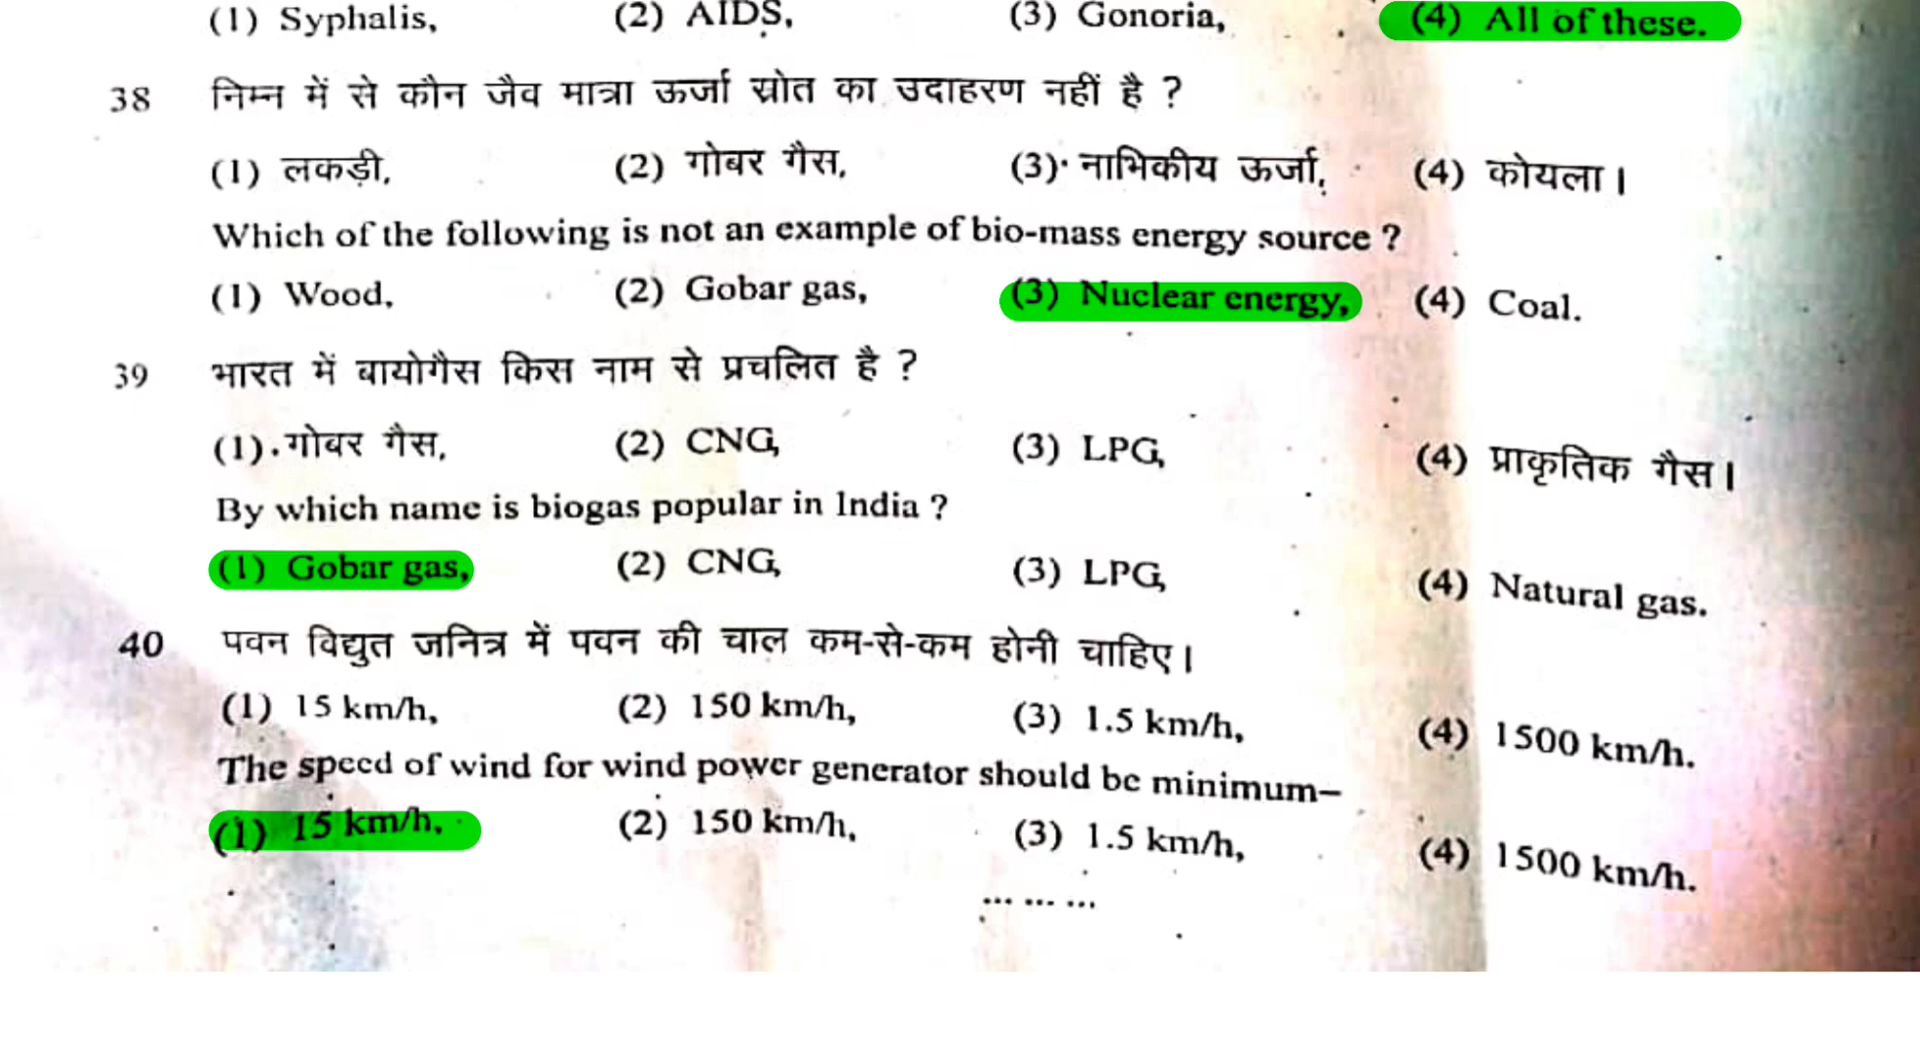 (1) Syphalis, (2) AIDS, (3) Gonoria, (4) All of these.
38 निम्न में से कौन जैव मात्रा ऊर्जा स्रोत का उदाहरण नहीं है ?
(1) लकड़ी, (2) गोबर गैस, (3) नाभिकीय ऊर्जा, (4) कोयला।
Which of the following is not an example of bio-mass energy source ?
(1) Wood, (2) Gobar gas, (3) Nuclear energy, (4) Coal.
39 भारत में बायोगैस किस नाम से प्रचलित है ?
(1) गोबर गैस, (2) CNG, (3) LPG, (4) प्राकृतिक गैस।
By which name is biogas popular in India ?
(1) Gobar gas, (2) CNG, (3) LPG, (4) Natural gas.
40 पवन विद्युत जनित्र में पवन की चाल कम-से-कम होनी चाहिए।
(1) 15 km/h, (2) 150 km/h, (3) 1.5 km/h, (4) 1500 km/h.
The speed of wind for wind power generator should be minimum–
(1) 15 km/h, (2) 150 km/h, (3) 1.5 km/h, (4) 1500 km/h.
... ... ...